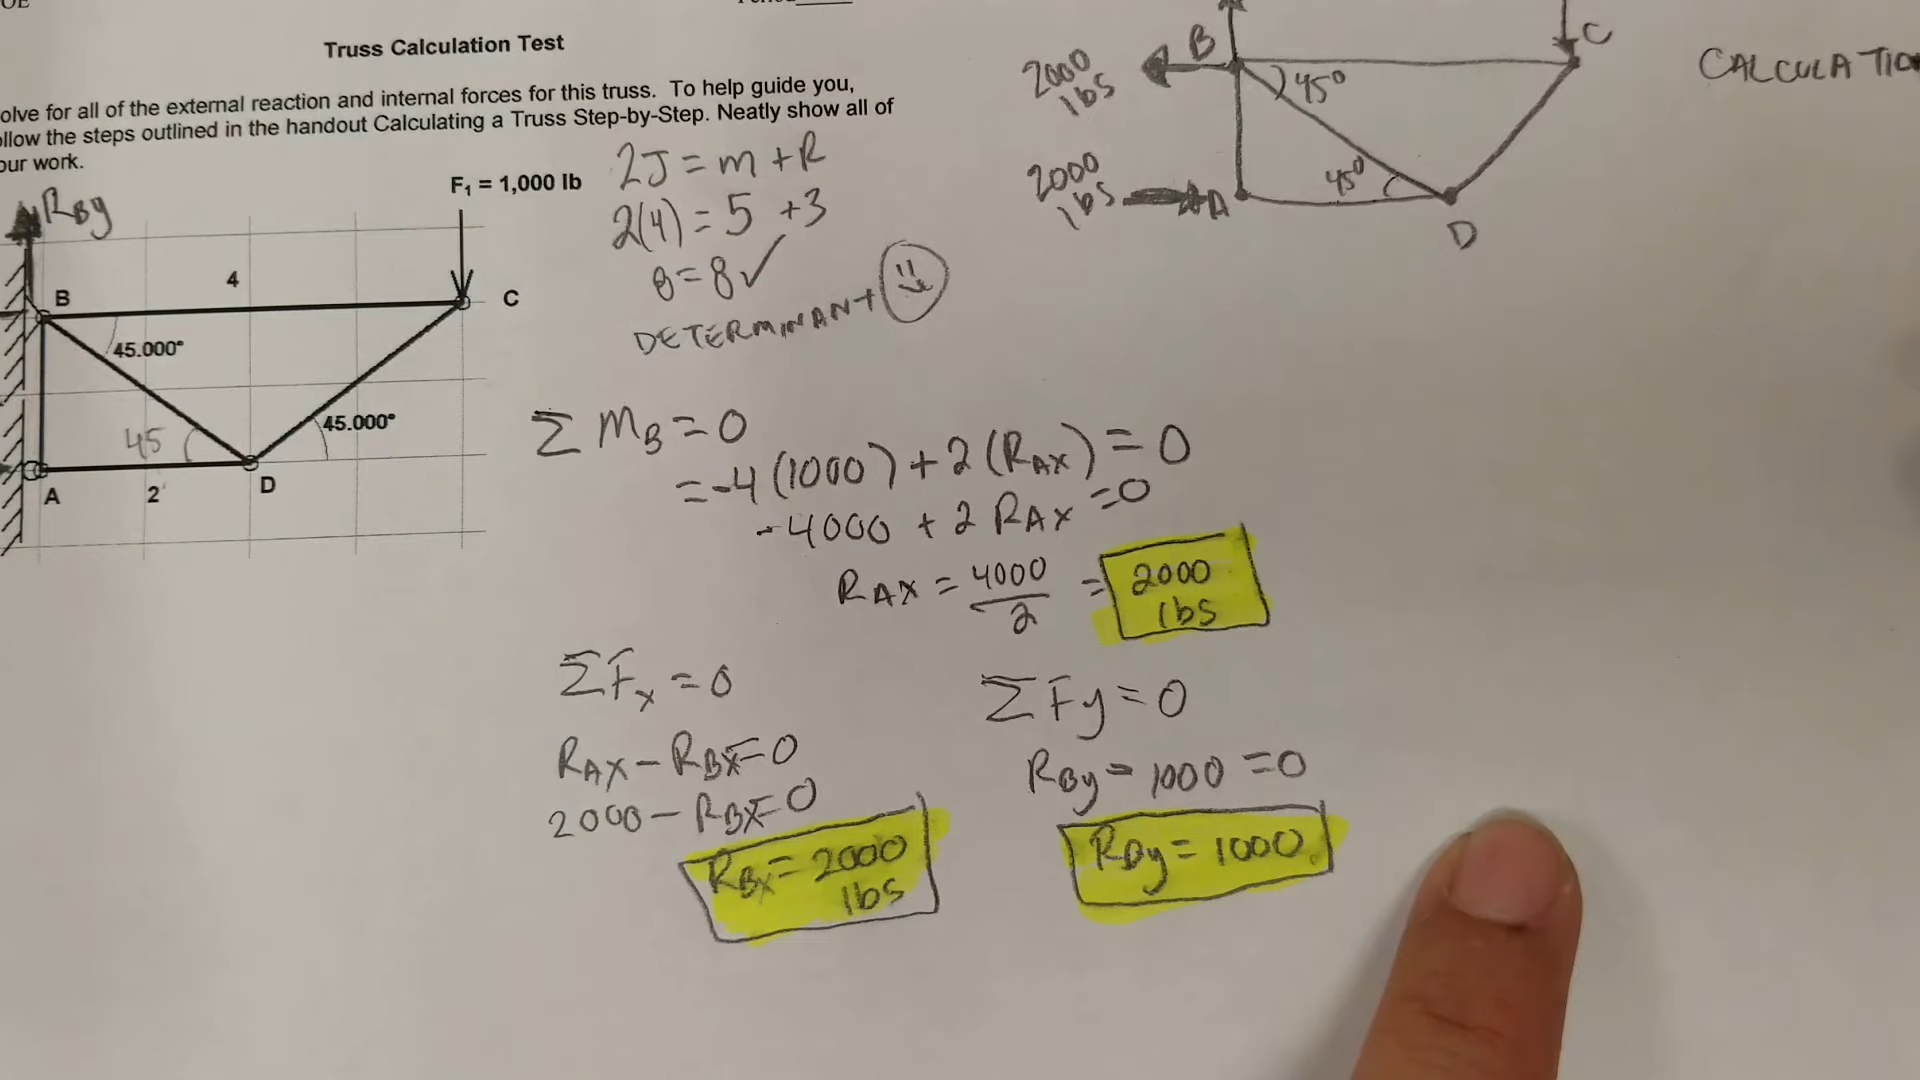 Truss Calculation Test
olve for all of the external reaction and internal forces for this truss. To help guide you,
ollow the steps outlined in the handout Calculating a Truss Step-by-Step. Neatly show all of
our work.
RBy
F₁ = 1,000 lb
B
4
C
45.000°
45
45.000°
A
2
D
2J = m + R
2(4) = 5 + 3
8 = 8 ✓
DETERMINANT
B
C
2000
lbs
45°
2000
lbs
A
45°
D
CALCULATIO
Σ MB = 0
= -4(1000) + 2(RAX) = 0
-4000 + 2 RAX = 0
RAX = 4000/2 = 2000
lbs
ΣFx = 0
RAX - RBX = 0
2000 - RBX = 0
RBX = 2000
lbs
ΣFy = 0
RBy = 1000 = 0
RBy = 1000